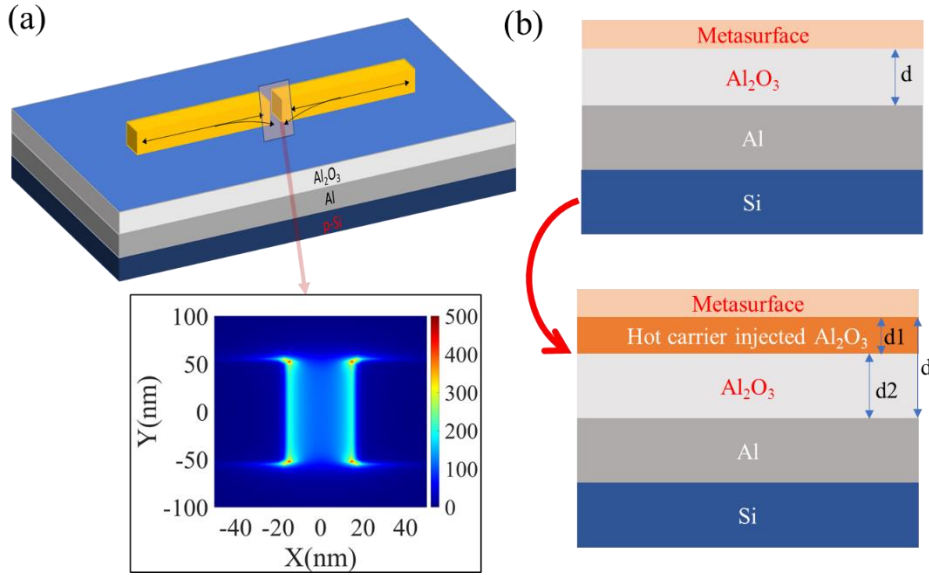 (a)
Al₂O₃
Al
p-Si
Y(nm)
100
50
0
-50
-100
-40 -20 0 20 40
X(nm)
500
400
300
200
100
0
(b)
Metasurface
Al₂O₃
d
Al
Si
Metasurface
Hot carrier injected Al₂O₃
d1
d
Al₂O₃
d2
Al
Si